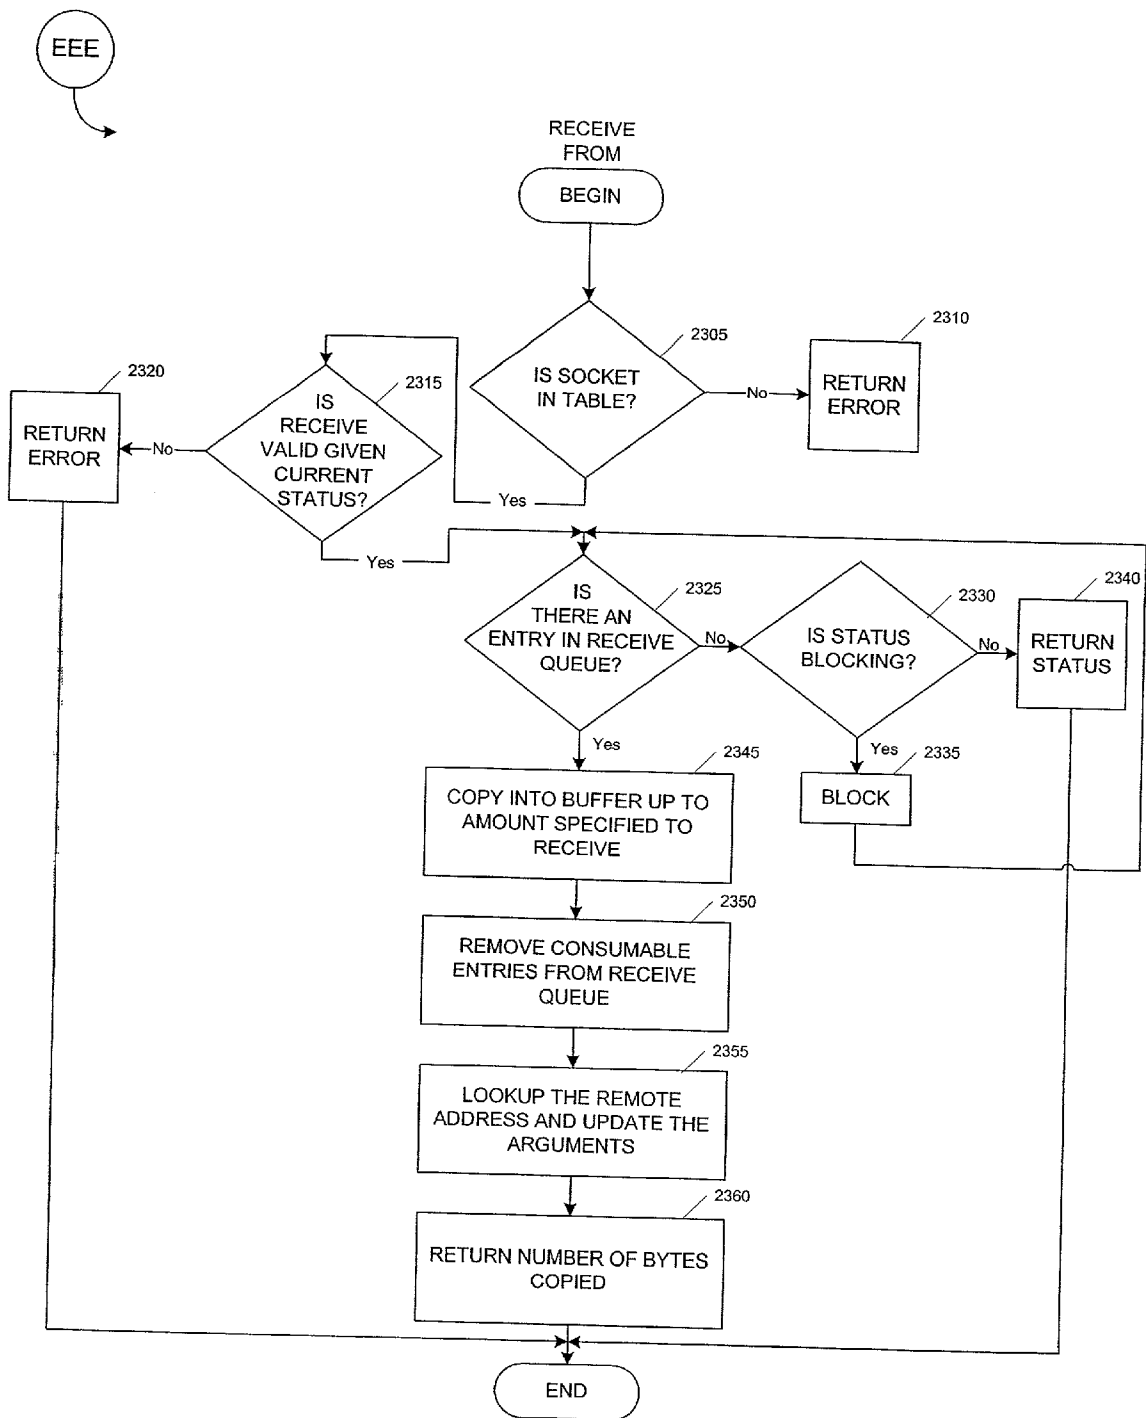 EEE
RECEIVE
FROM
BEGIN
2305
IS SOCKET
IN TABLE?
No
2310
RETURN
ERROR
Yes
2315
IS
RECEIVE
VALID GIVEN
CURRENT
STATUS?
No
2320
RETURN
ERROR
Yes
2325
IS
THERE AN
ENTRY IN RECEIVE
QUEUE?
No
2330
IS STATUS
BLOCKING?
No
2340
RETURN
STATUS
Yes
2335
BLOCK
Yes
2345
COPY INTO BUFFER UP TO
AMOUNT SPECIFIED TO
RECEIVE
2350
REMOVE CONSUMABLE
ENTRIES FROM RECEIVE
QUEUE
2355
LOOKUP THE REMOTE
ADDRESS AND UPDATE THE
ARGUMENTS
2360
RETURN NUMBER OF BYTES
COPIED
END